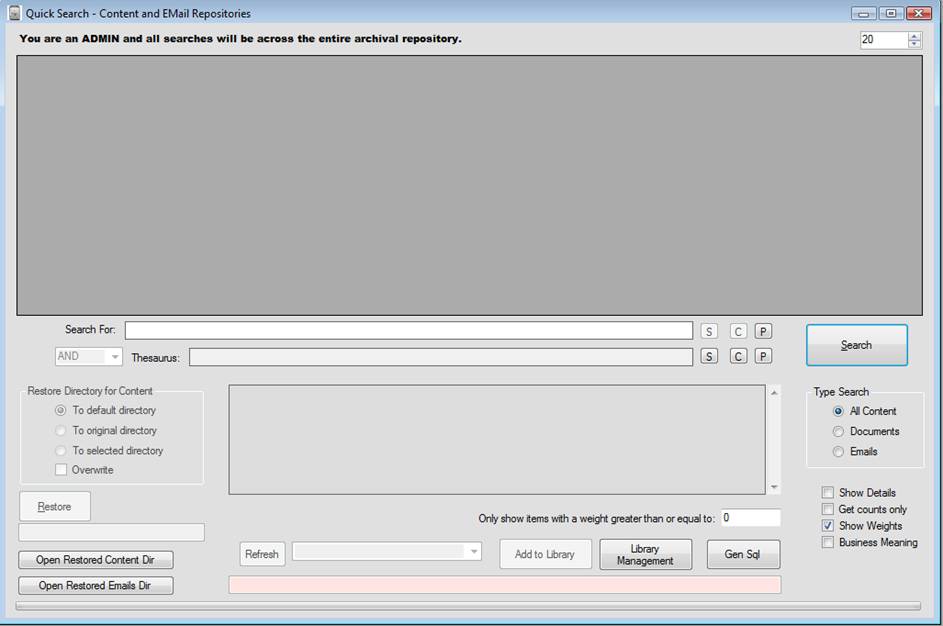 Quick Search - Content and EMail Repositories
You are an ADMIN and all searches will be across the entire archival repository.
20
Search For:
S C P
AND
Thesaurus:
S C P
Search
Restore Directory for Content
To default directory
To original directory
To selected directory
Overwrite
Type Search
All Content
Documents
Emails
Restore
Show Details
Get counts only
Show Weights
Business Meaning
Only show items with a weight greater than or equal to: 0
Open Restored Content Dir
Refresh
Add to Library
Library
Management
Gen Sql
Open Restored Emails Dir